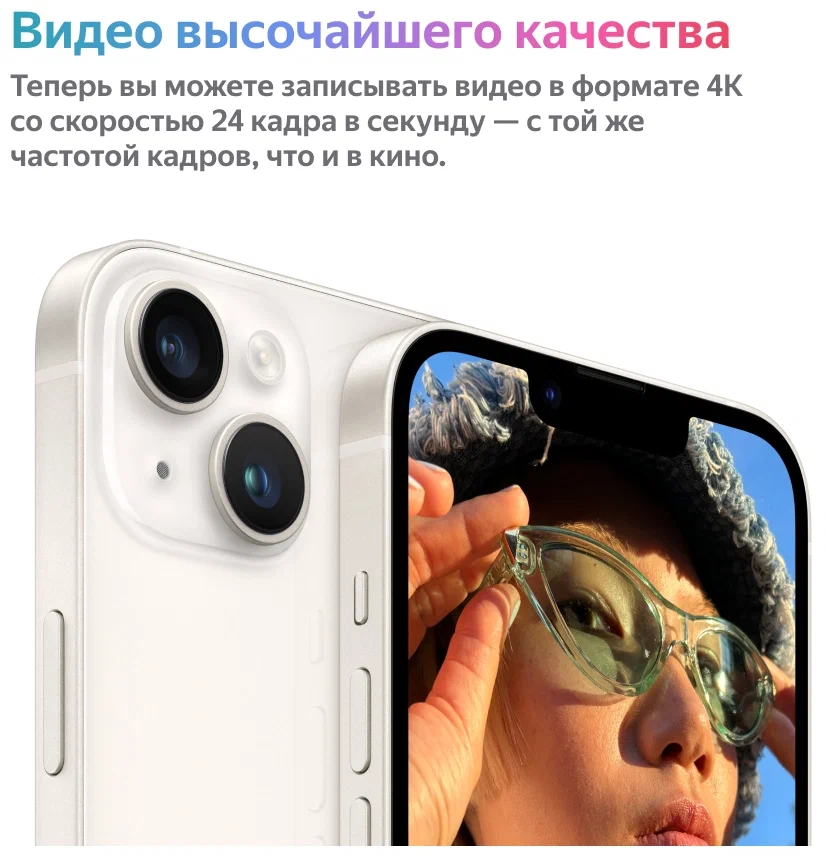 Видео высочайшего качества
Теперь вы можете записывать видео в формате 4K
со скоростью 24 кадра в секунду — с той же
частотой кадров, что и в кино.